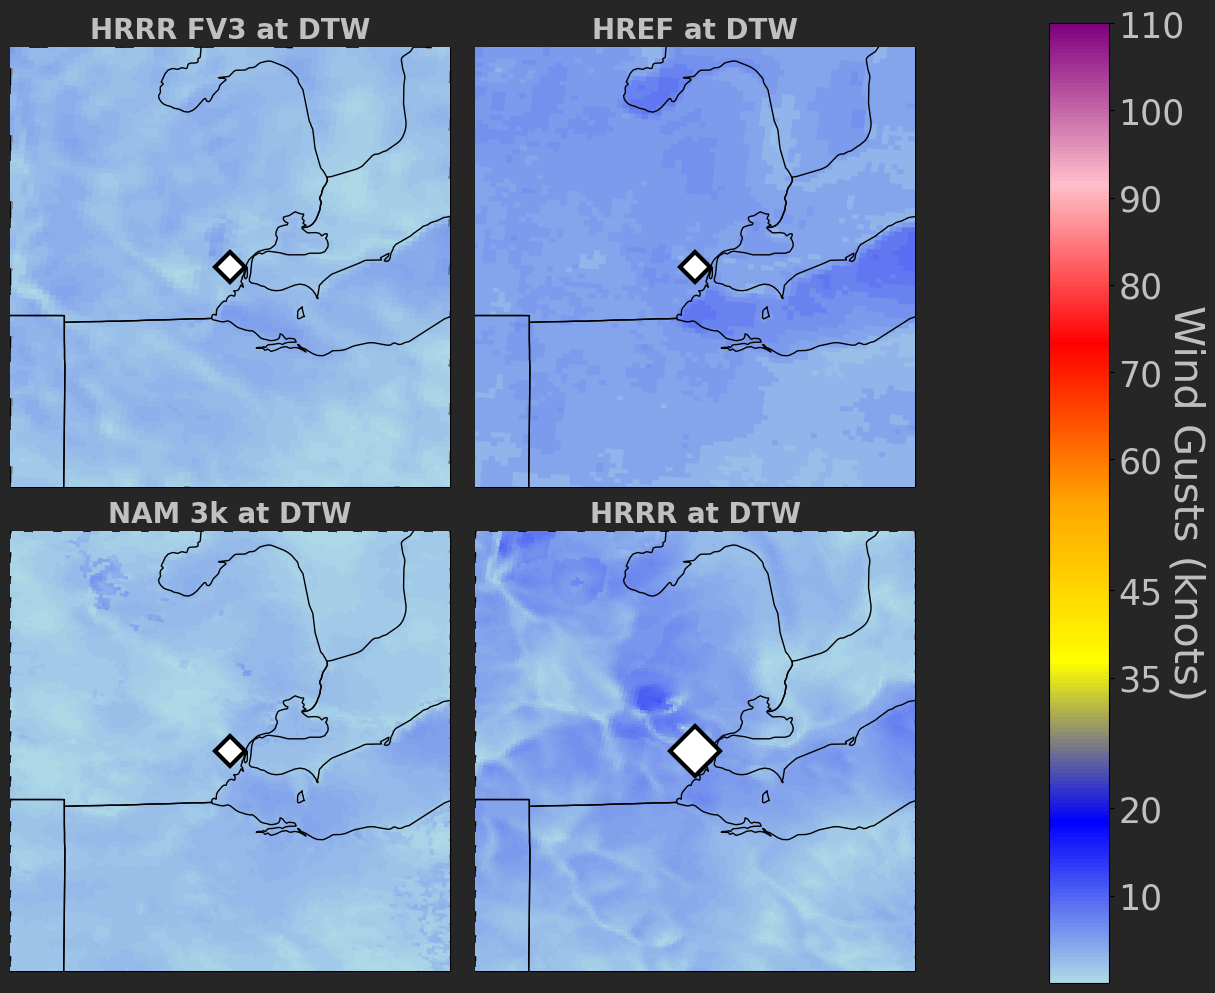 HRRR FV3 at DTW
HREF at DTW
NAM 3k at DTW
HRRR at DTW
110
100
90
80
70
60
45
35
20
10
Wind Gusts (knots)